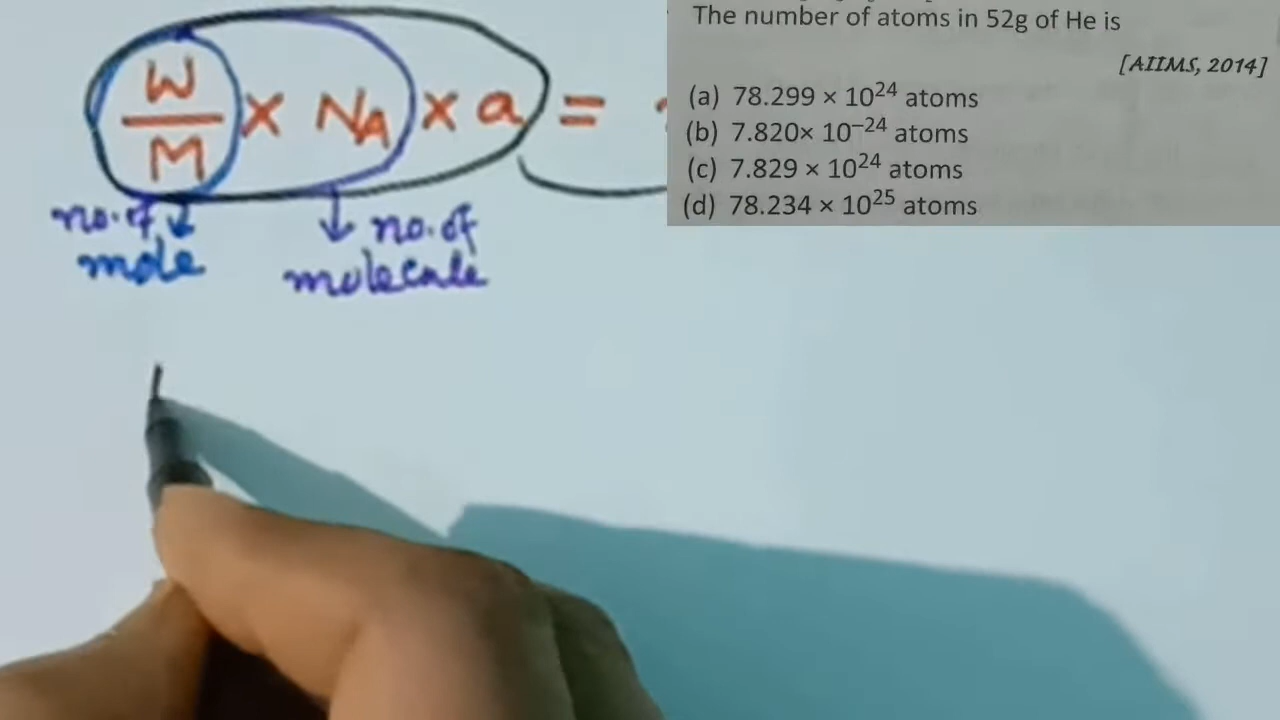 W/M × NA × a =
no. of mole
no. of molecule
The number of atoms in 52g of He is
[AIIMS, 2014]
(a) 78.299 × 10²⁴ atoms
(b) 7.820× 10⁻²⁴ atoms
(c) 7.829 × 10²⁴ atoms
(d) 78.234 × 10²⁵ atoms